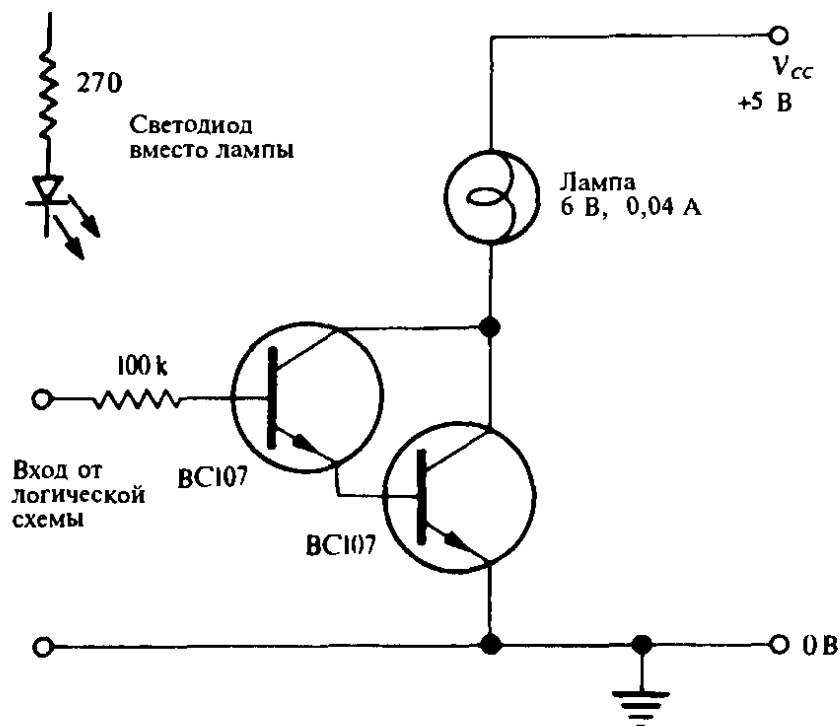 270
Светодиод
вместо лампы
V_CC
+5 В
Лампа
6 В, 0,04 А
100 k
BC107
Вход от
логической
схемы
BC107
0 В